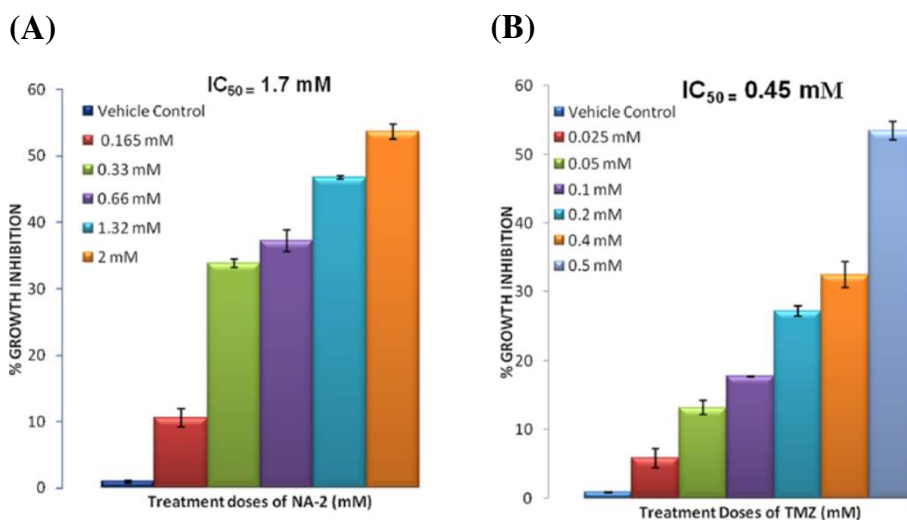 (A)
IC50 = 1.7 mM
60
50
40
30
20
10
0
% GROWTH INHIBITION
Vehicle Control
0.165 mM
0.33 mM
0.66 mM
1.32 mM
2 mM
Treatment doses of NA-2 (mM)
(B)
IC50 = 0.45 mM
60
50
40
30
20
10
0
% GROWTH INHIBITION
Vehicle Control
0.025 mM
0.05 mM
0.1 mM
0.2 mM
0.4 mM
0.5 mM
Treatment Doses of TMZ (mM)